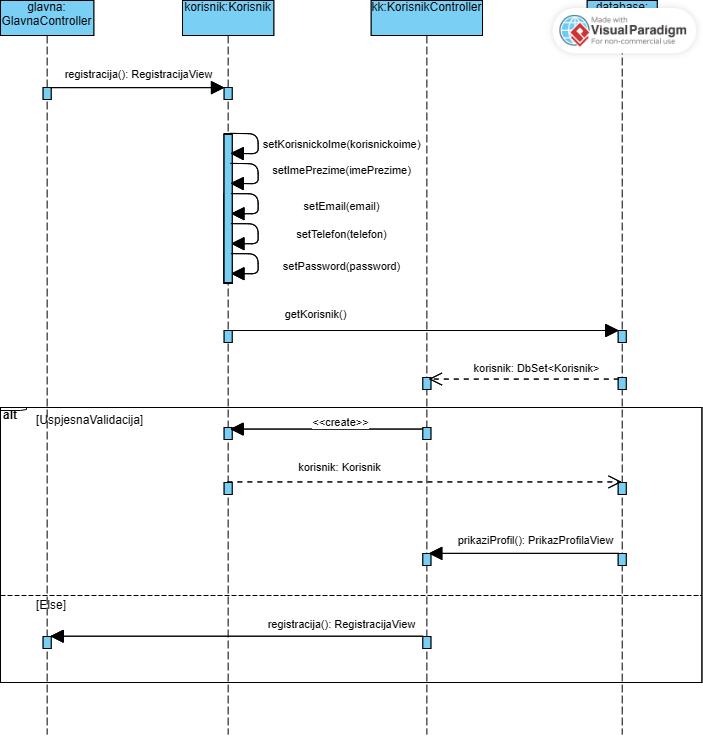 glavna:
GlavnaController
korisnik:Korisnik
kk:KorisnikController
database:
Made with
VisualParadigm
For non-commercial use
registracija(): RegistracijaView
setKorisnickoIme(korisnickoime)
setImePrezime(imePrezime)
setEmail(email)
setTelefon(telefon)
setPassword(password)
getKorisnik()
korisnik: DbSet<Korisnik>
alt
[UspjesnaValidacija]
<<create>>
korisnik: Korisnik
prikaziProfil(): PrikazProfilaView
[Else]
registracija(): RegistracijaView